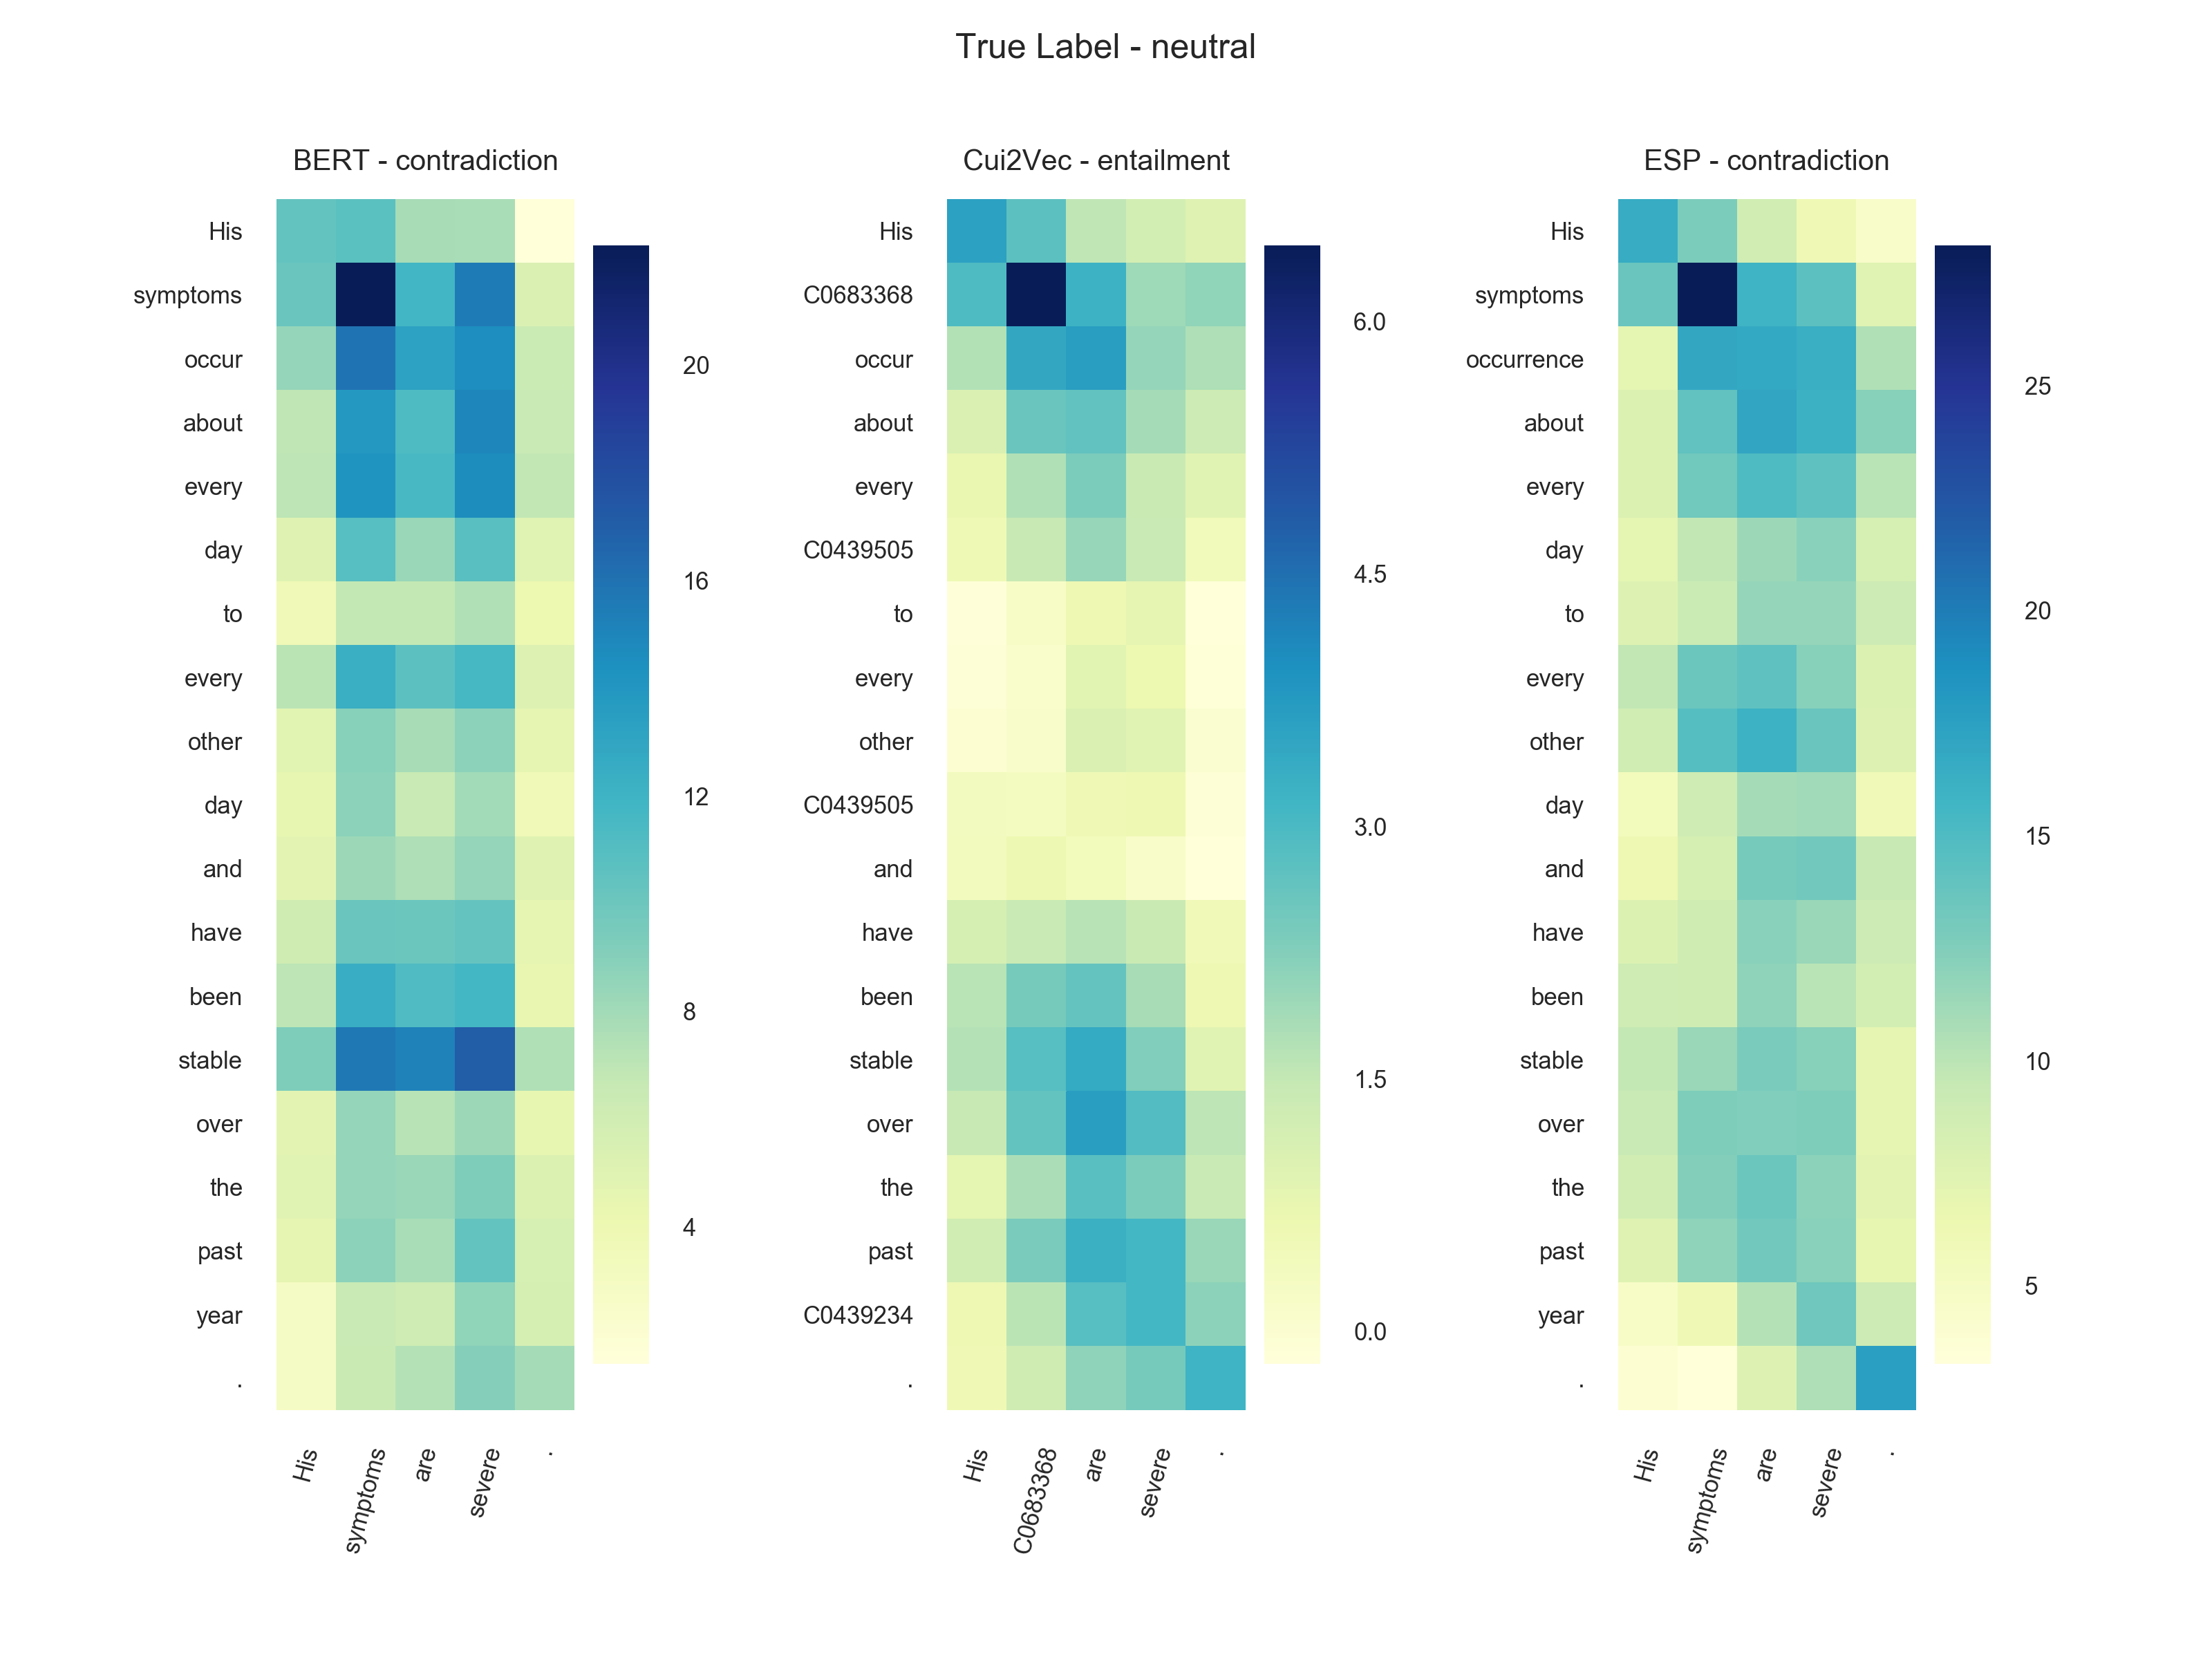 True Label - neutral
BERT - contradiction
His
symptoms
occur
about
every
day
to
every
other
day
and
have
been
stable
over
the
past
year
.
His
symptoms
are
severe
.
20
16
12
8
4
Cui2Vec - entailment
His
C0683368
occur
about
every
C0439505
to
every
other
C0439505
and
have
been
stable
over
the
past
C0439234
.
His
C0683368
are
severe
.
6.0
4.5
3.0
1.5
0.0
ESP - contradiction
His
symptoms
occurrence
about
every
day
to
every
other
day
and
have
been
stable
over
the
past
year
.
His
symptoms
are
severe
.
25
20
15
10
5